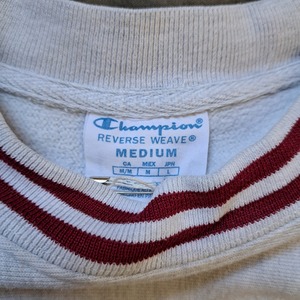 Champion®
REVERSE WEAVE®
MEDIUM
CA MEX JPN
M/M M L